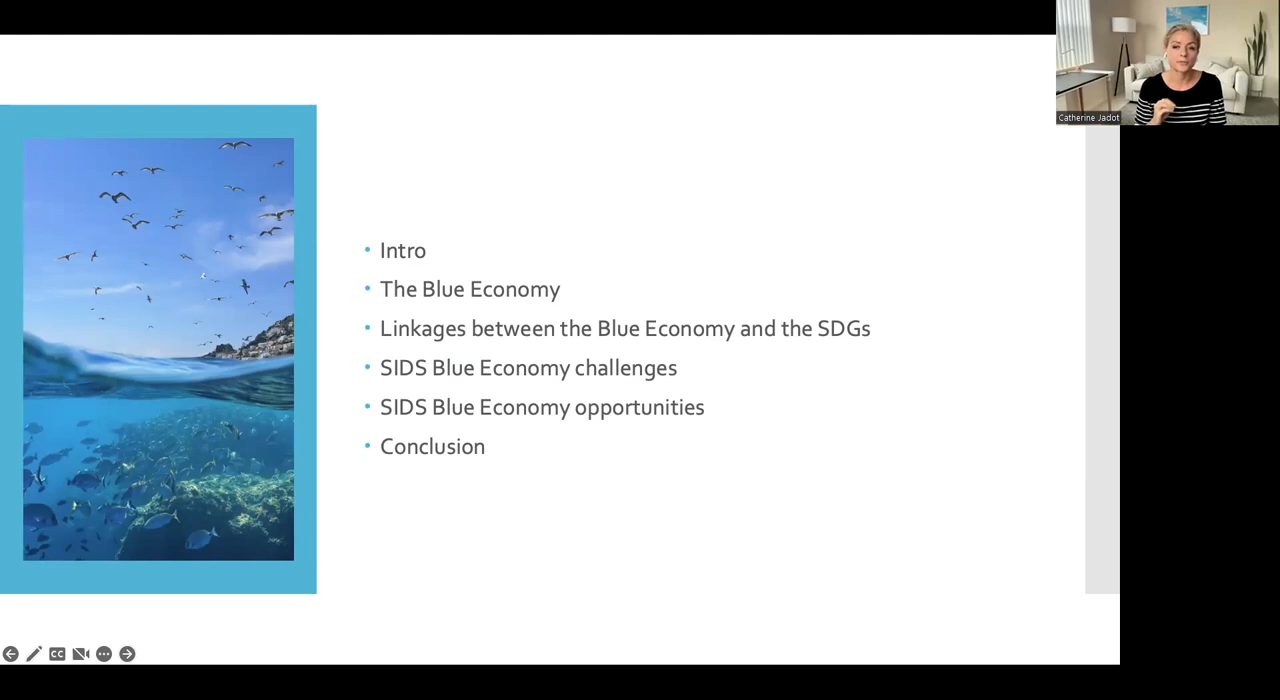 Catherine Jadot
• Intro
• The Blue Economy
• Linkages between the Blue Economy and the SDGs
• SIDS Blue Economy challenges
• SIDS Blue Economy opportunities
• Conclusion
CC